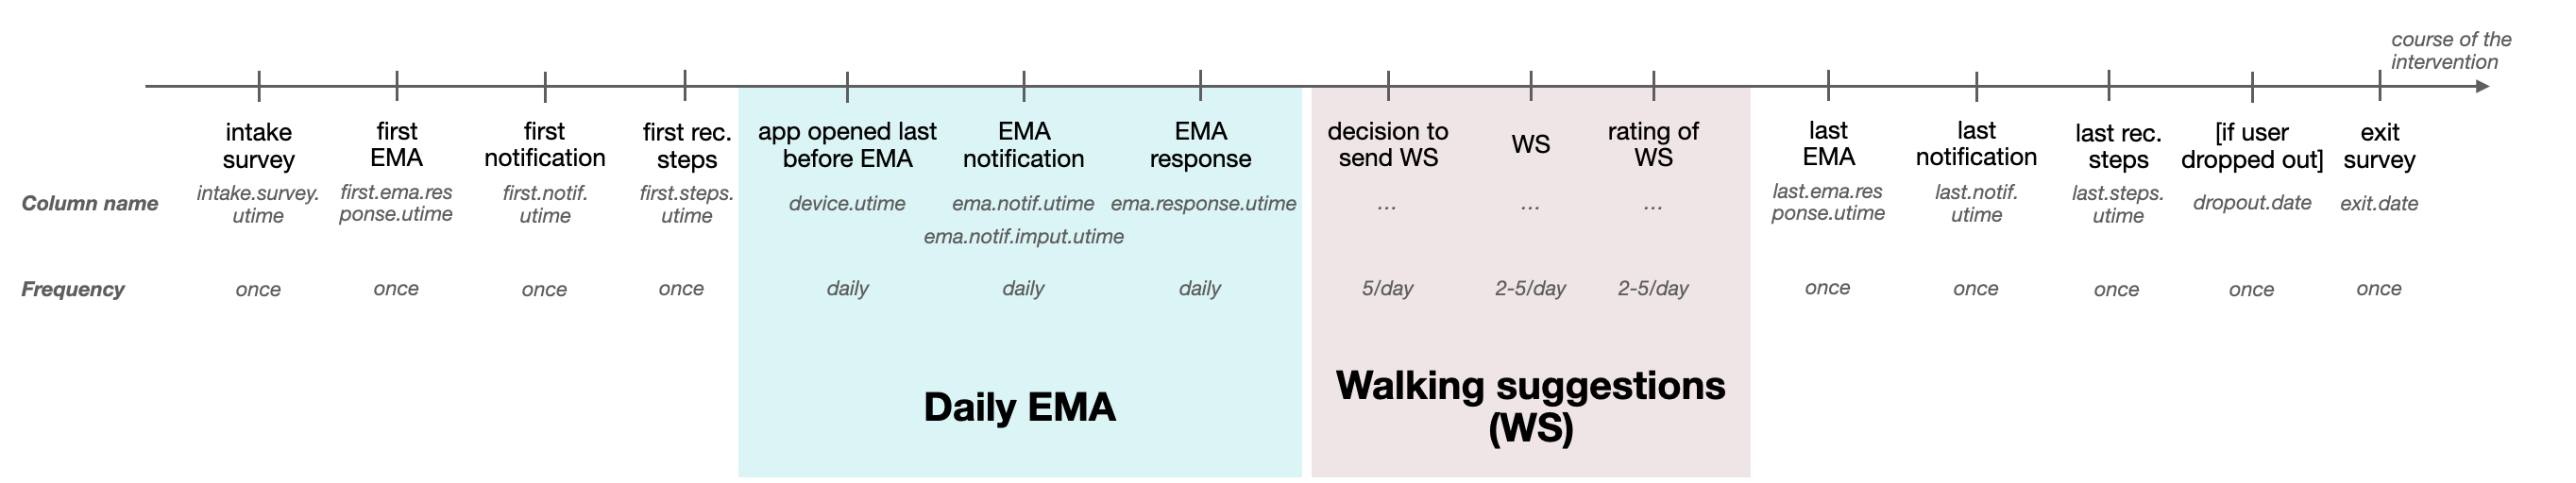 course of the
intervention
intake
survey
first
EMA
first
notification
first rec.
steps
app opened last
before EMA
EMA
notification
EMA
response
decision to
send WS
WS
rating of
WS
last
EMA
last
notification
last rec.
steps
[if user
dropped out]
exit
survey
Column name
intake.survey.
utime
first.ema.res
ponse.utime
first.notif.
utime
first.steps.
utime
device.utime
ema.notif.utime
ema.notif.imput.utime
ema.response.utime
...
...
...
last.ema.res
ponse.utime
last.notif.
utime
last.steps.
utime
dropout.date
exit.date
Frequency
once
once
once
once
daily
daily
daily
5/day
2-5/day
2-5/day
once
once
once
once
once
Daily EMA
Walking suggestions
(WS)